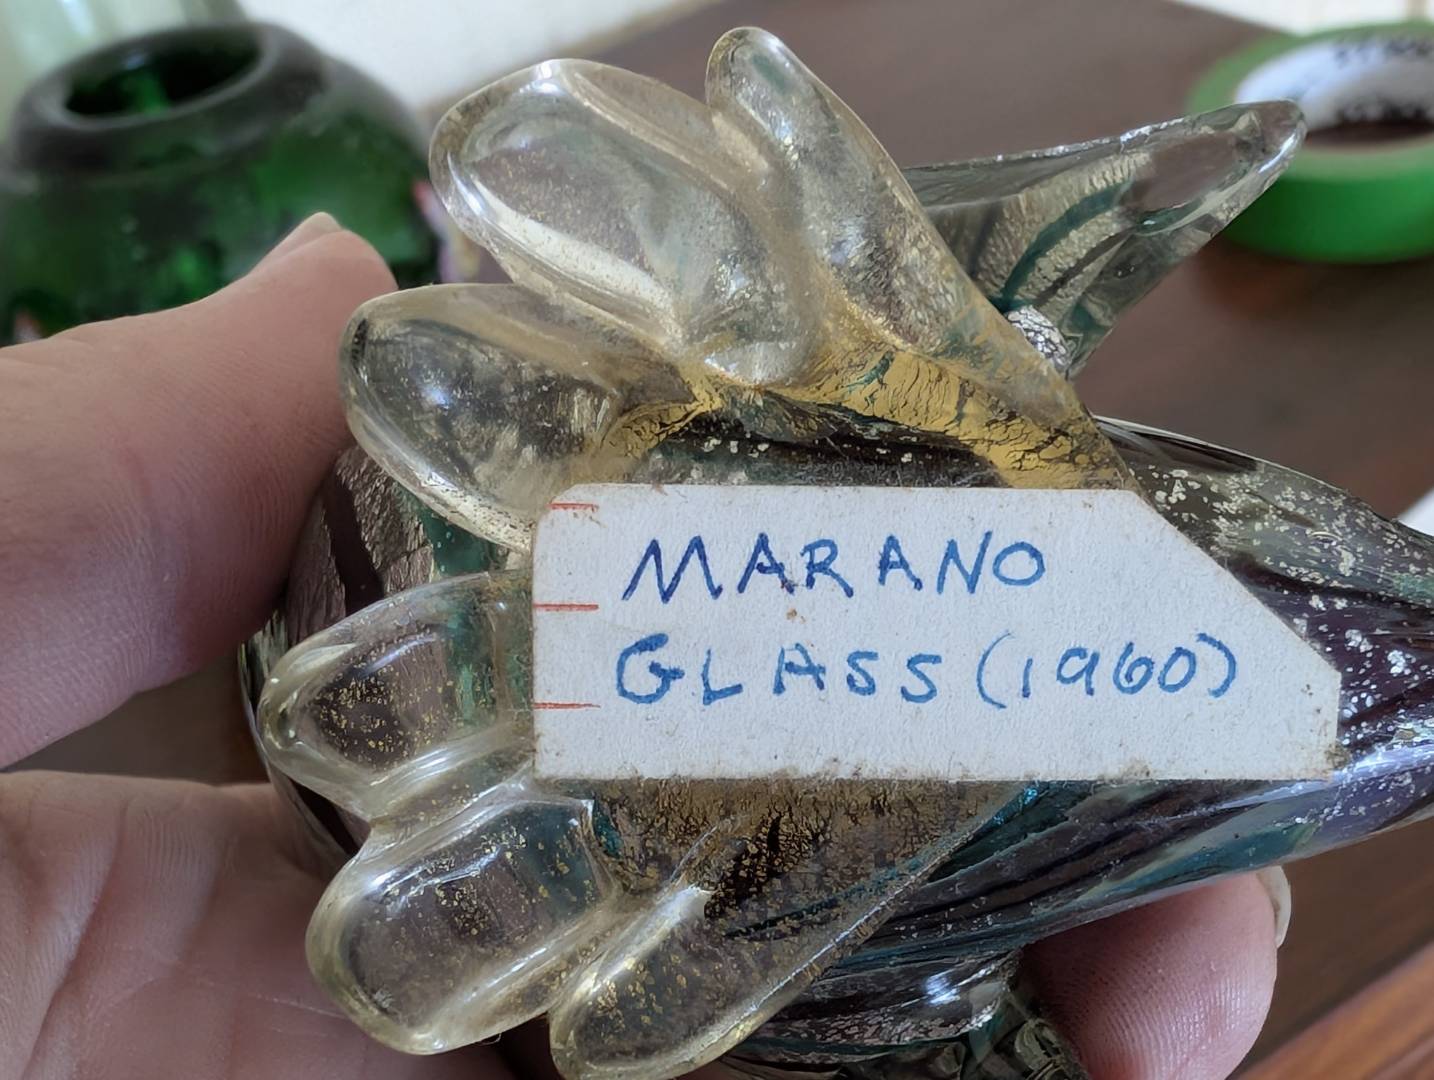 MARANO
GLASS (1960)